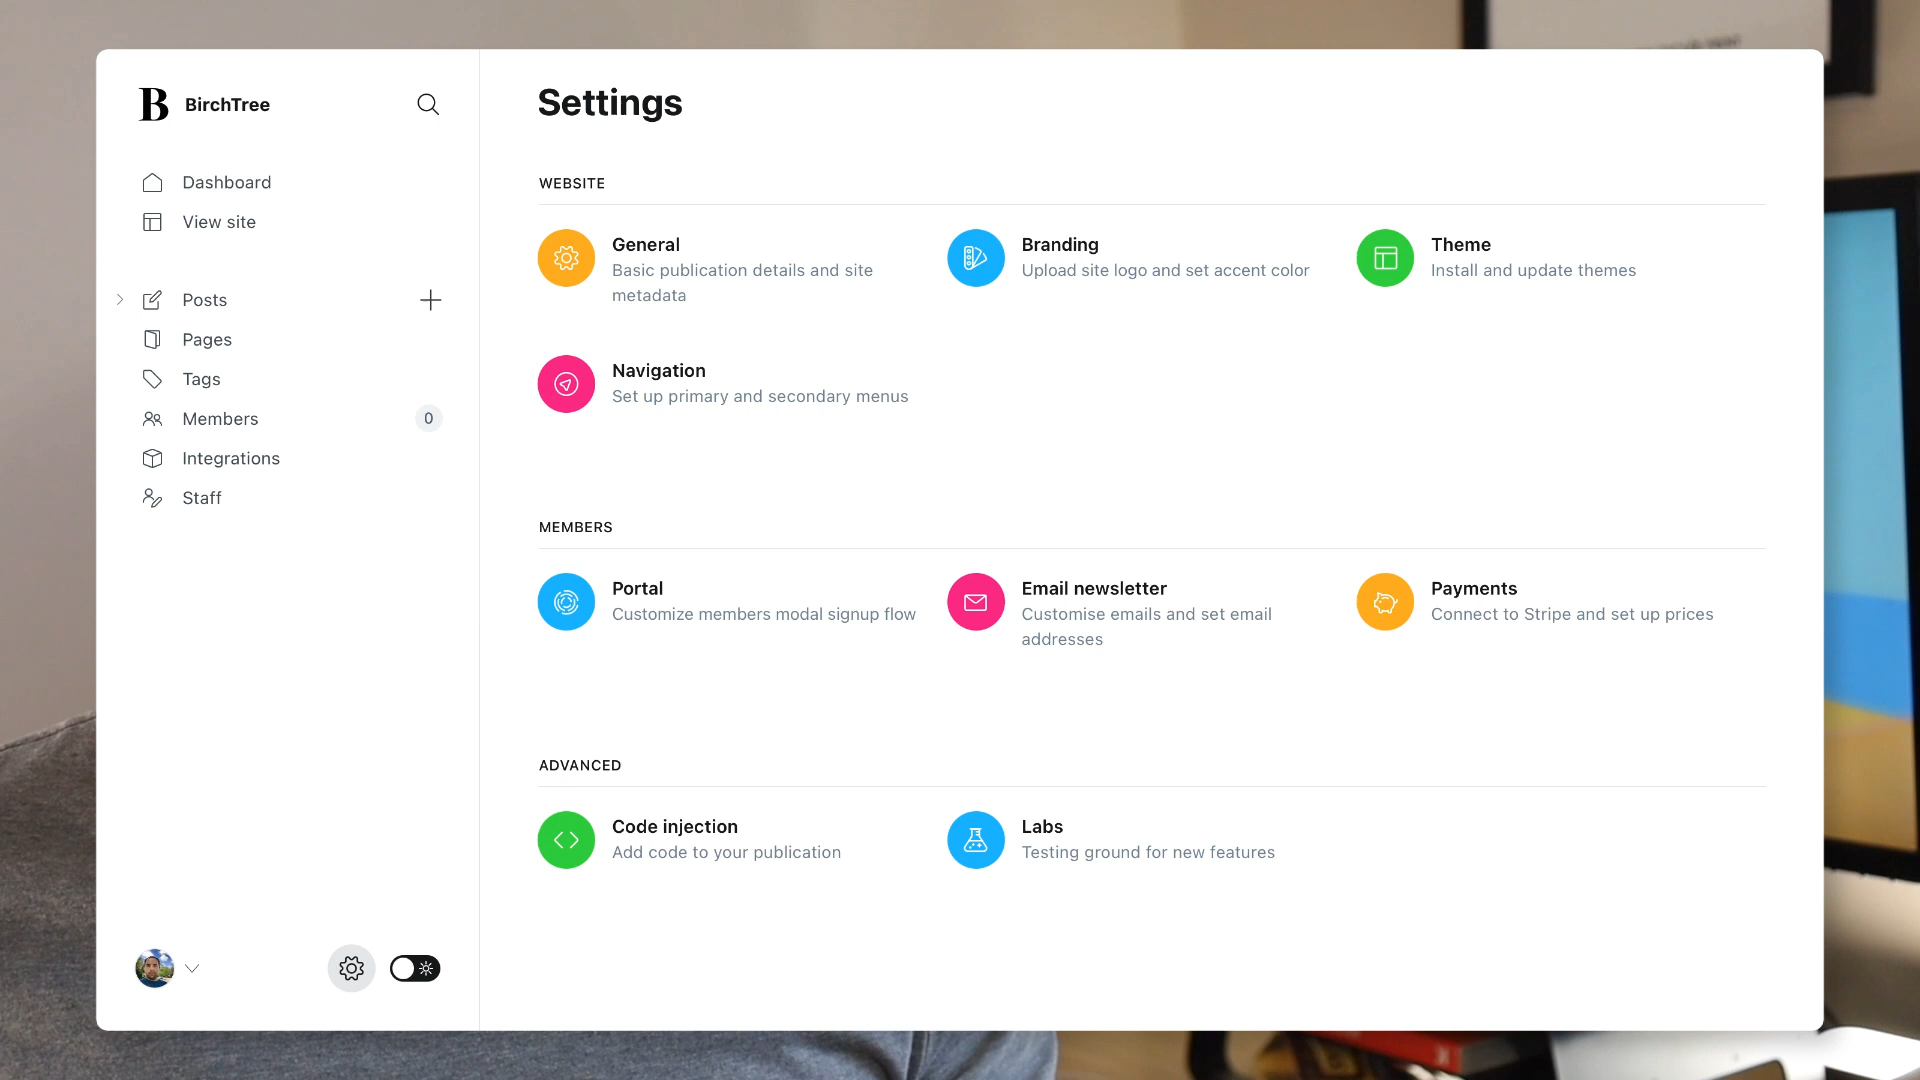 B BirchTree
Dashboard
View site
Posts
Pages
Tags
Members 0
Integrations
Staff
Settings
WEBSITE
General
Basic publication details and site
metadata
Branding
Upload site logo and set accent color
Theme
Install and update themes
Navigation
Set up primary and secondary menus
MEMBERS
Portal
Customize members modal signup flow
Email newsletter
Customise emails and set email
addresses
Payments
Connect to Stripe and set up prices
ADVANCED
Code injection
Add code to your publication
Labs
Testing ground for new features